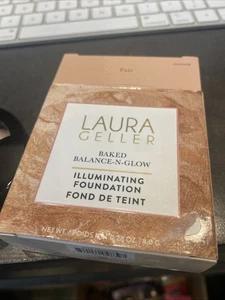 Fair
LAURA
GELLER
BAKED
BALANCE-N-GLOW
ILLUMINATING
FOUNDATION
FOND DE TEINT